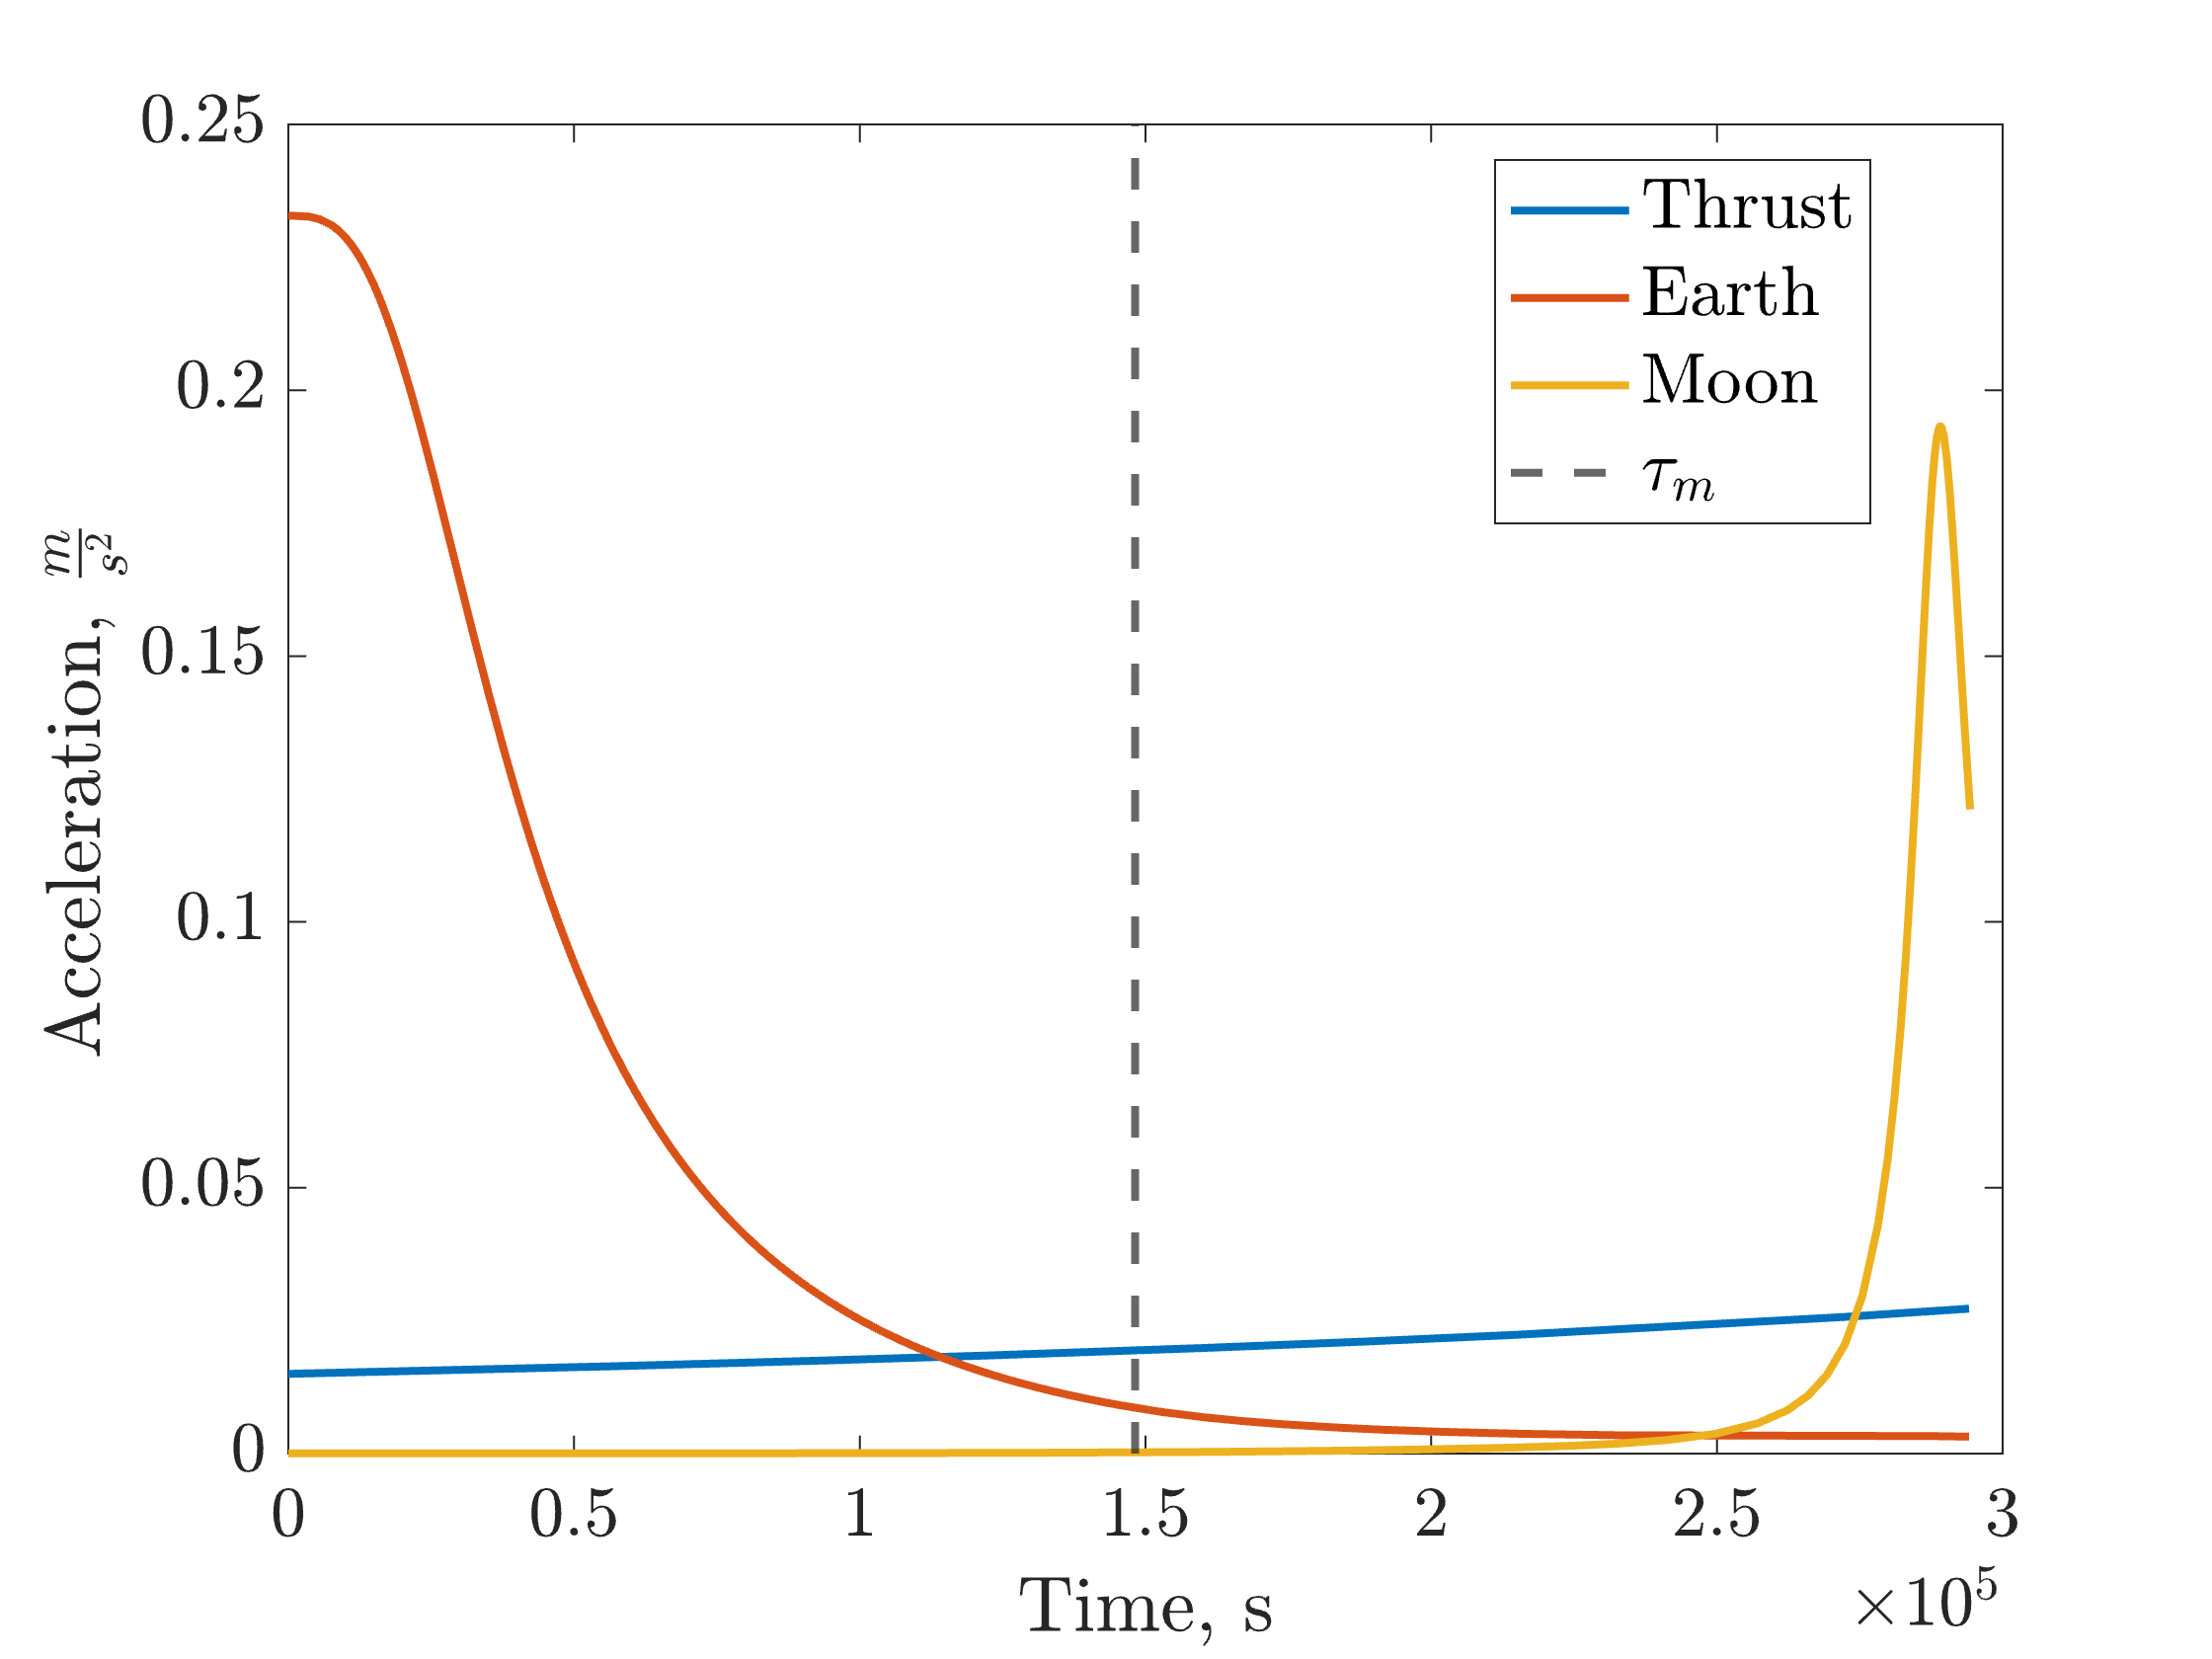 0.25
0.2
0.15
0.1
0.05
0
Acceleration, m/s²
Thrust
Earth
Moon
τₘ
0 0.5 1 1.5 2 2.5 3
×10⁵
Time, s